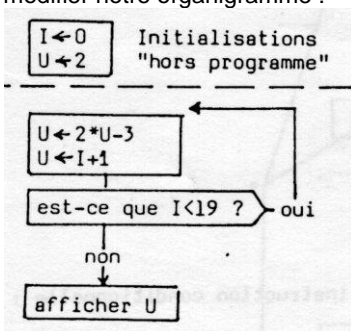 modifier notre organigramme :
I←0 Initialisations
U←2 "hors programme"
U←2*U-3
U←I+1
est-ce que I<19 ? oui
non
afficher U